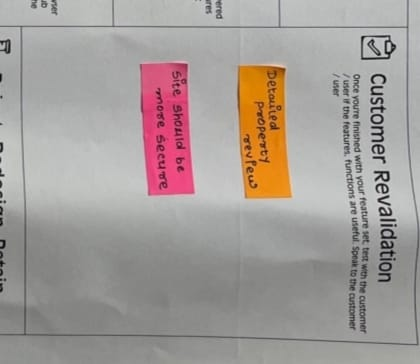 Customer Revalidation
Once you're finished with your feature set, test with the customer
/ user if the features, functions are useful. Speak to the customer
/ user
Detailed
property
review
Site should be
more secure